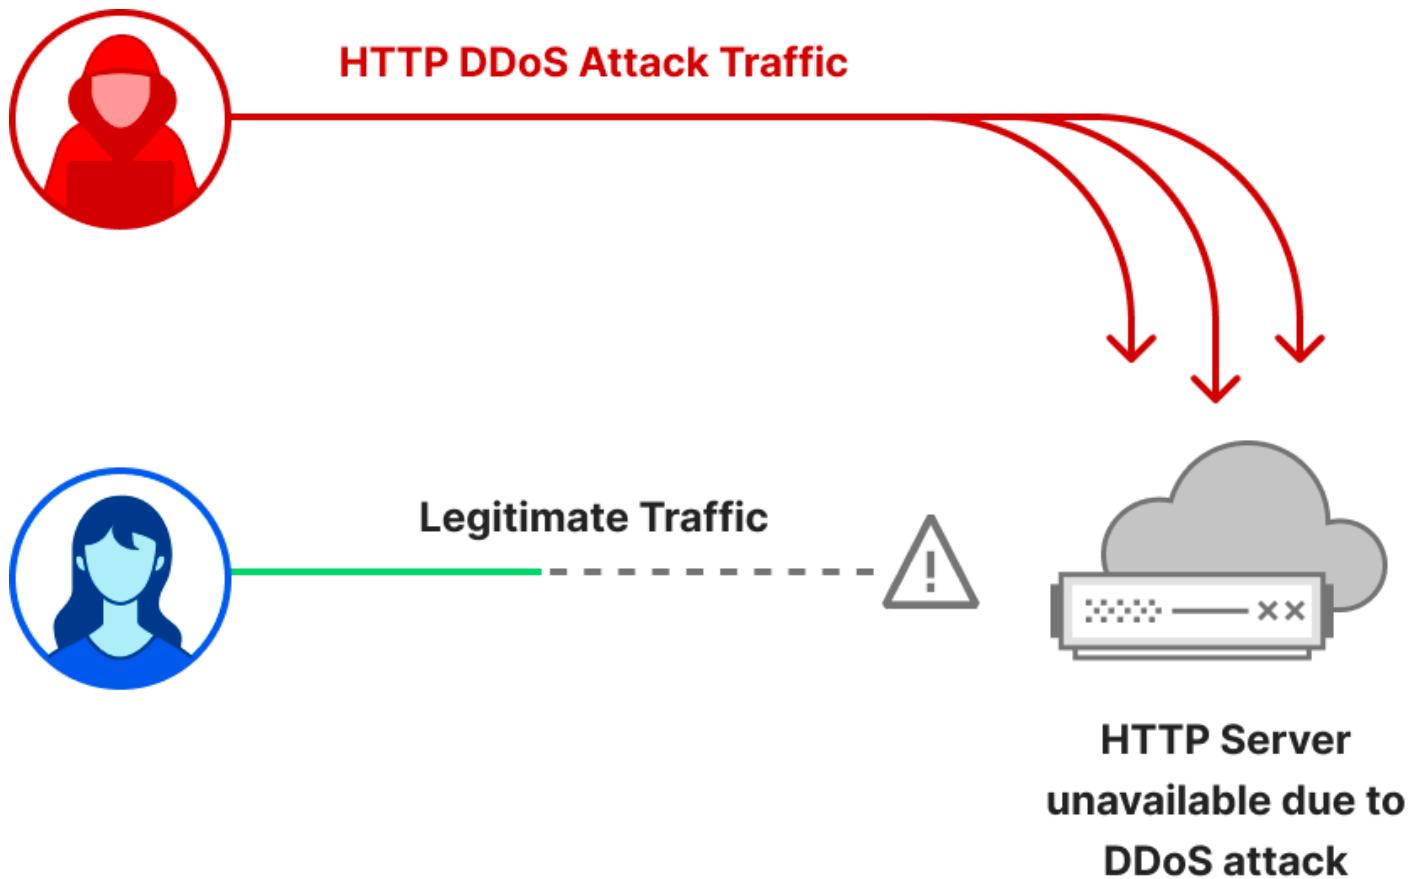 HTTP DDoS Attack Traffic
Legitimate Traffic
HTTP Server
unavailable due to
DDoS attack